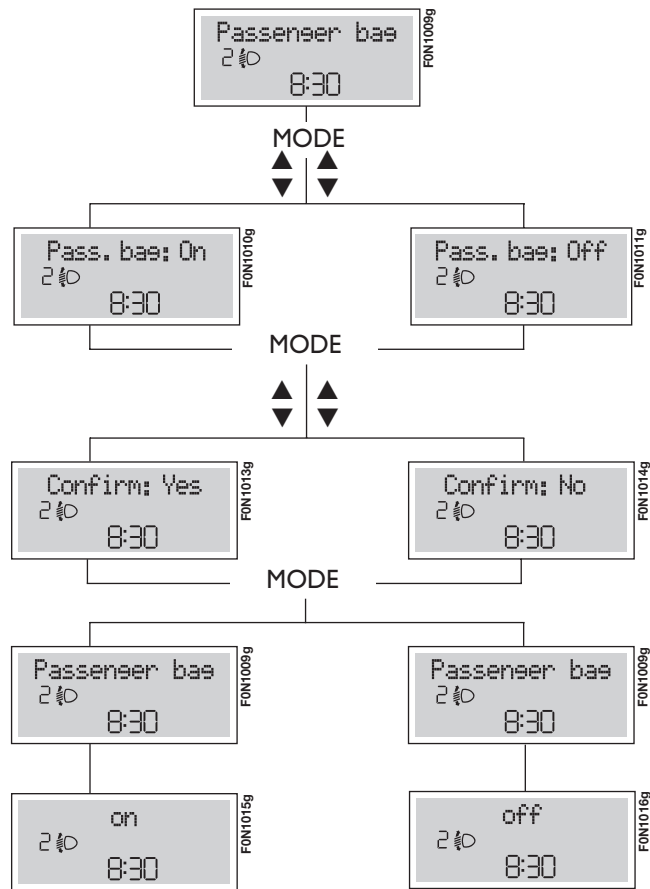 Passenger bag
2
8:30
F0N1009g
MODE
Pass. bag: On
2
8:30
F0N1010g
Pass. bag: Off
2
8:30
F0N1011g
MODE
Confirm: Yes
2
8:30
F0N1013g
Confirm: No
2
8:30
F0N1014g
MODE
Passenger bag
2
8:30
F0N1009g
Passenger bag
2
8:30
F0N1009g
on
2
8:30
F0N1015g
off
2
8:30
F0N1016g